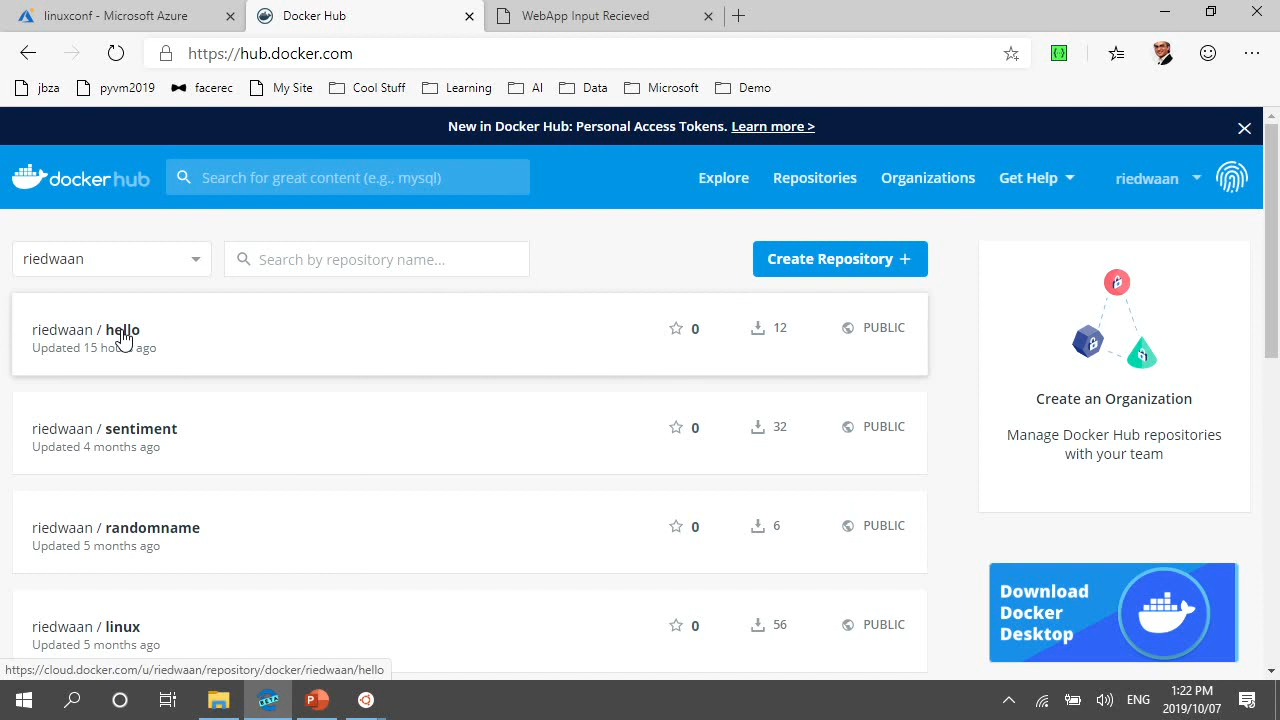 linuxconf - Microsoft Azure
Docker Hub
WebApp Input Recieved
https://hub.docker.com
jbza
pyvm2019
facerec
My Site
Cool Stuff
Learning
AI
Data
Microsoft
Demo
New in Docker Hub: Personal Access Tokens. Learn more >
docker hub
Search for great content (e.g., mysql)
Explore
Repositories
Organizations
Get Help
riedwaan
riedwaan
Search by repository name...
Create Repository +
riedwaan / hello
Updated 15 hours ago
0
12
PUBLIC
riedwaan / sentiment
Updated 4 months ago
0
32
PUBLIC
riedwaan / randomname
Updated 5 months ago
0
6
PUBLIC
riedwaan / linux
Updated 5 months ago
0
56
PUBLIC
Create an Organization
Manage Docker Hub repositories
with your team
Download
Docker
Desktop
https://cloud.docker.com/u/riedwaan/repository/docker/riedwaan/hello
BETA
ENG
1:22 PM
2019/10/07